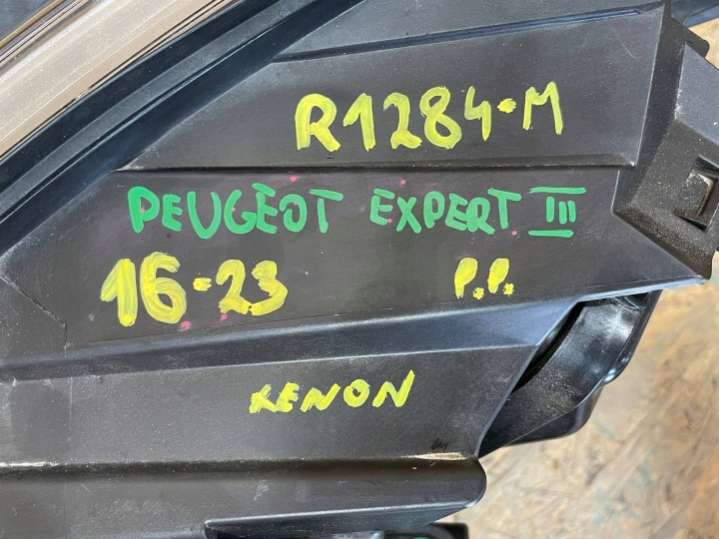 R1284-M
PEUGEOT EXPERT III
16-23 P.P.
XENON